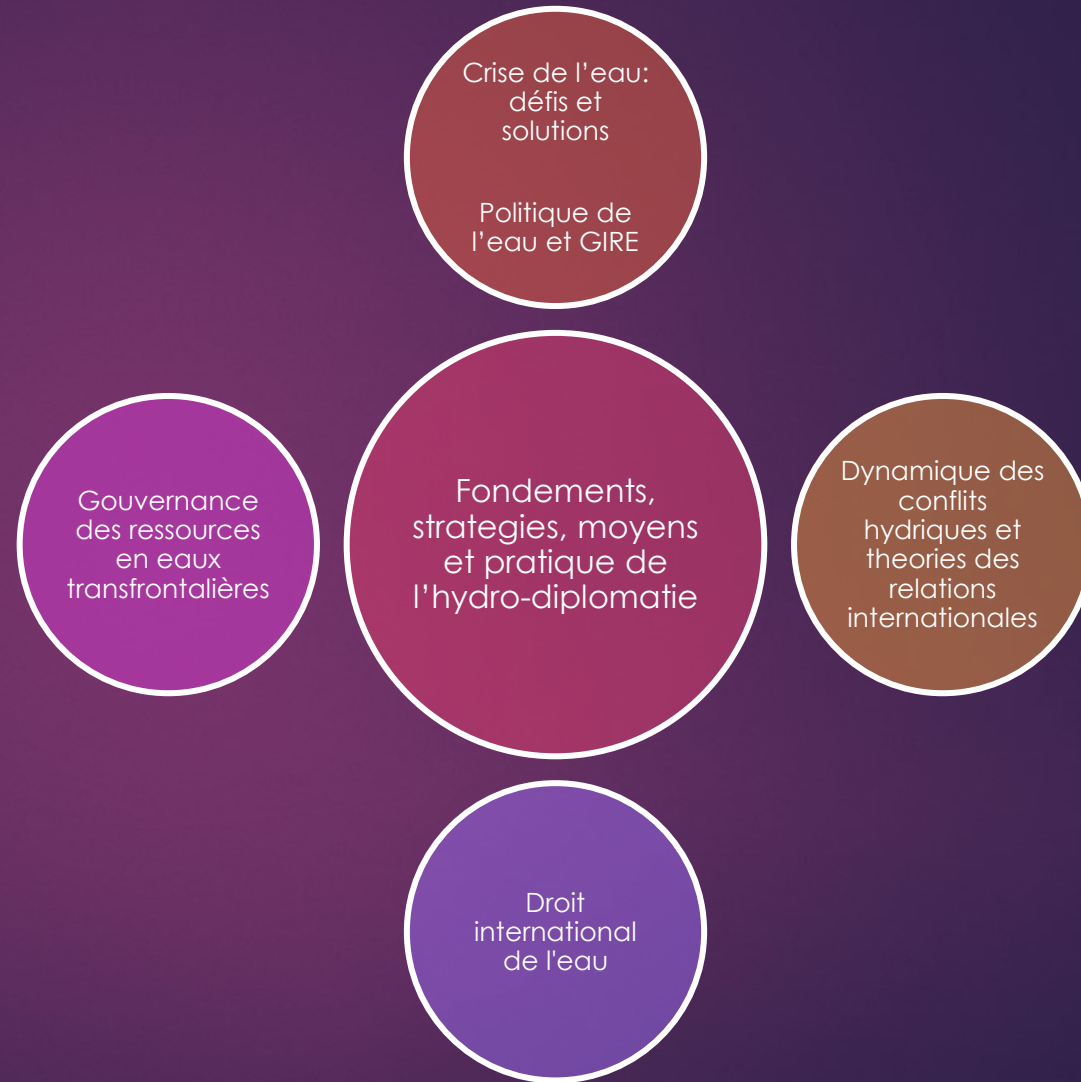 Crise de l’eau:
défis et
solutions
Politique de
l’eau et GIRE
Gouvernance
des ressources
en eaux
transfrontalières
Fondements,
strategies, moyens
et pratique de
l’hydro-diplomatie
Dynamique des
conflits
hydriques et
theories des
relations
internationales
Droit
international
de l'eau